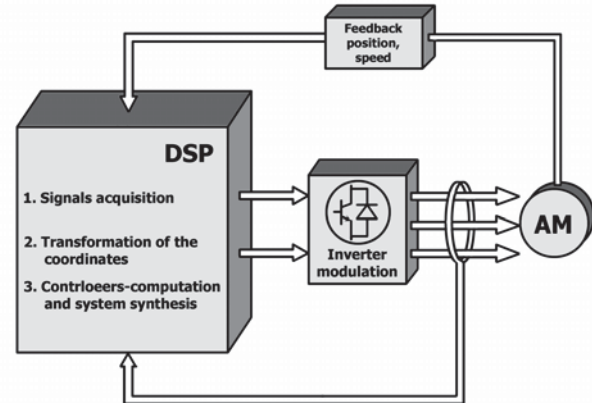 Feedback
position,
speed
DSP
1. Signals acquisition
2. Transformation of the
coordinates
3. Contrloeers-computation
and system synthesis
Inverter
modulation
AM